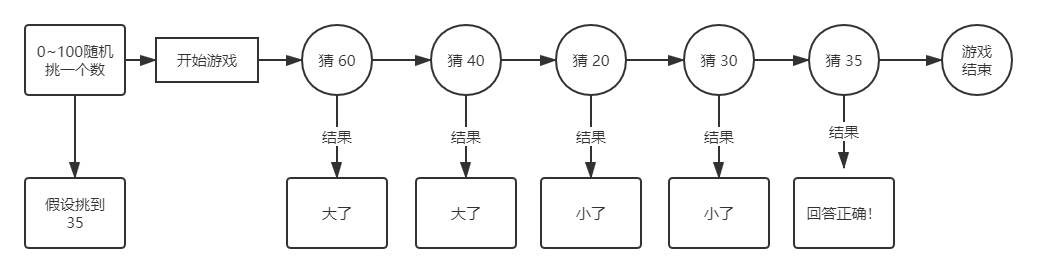 0~100随机
挑一个数
开始游戏
猜 60
猜 40
猜 20
猜 30
猜 35
游戏
结束
结果
结果
结果
结果
结果
假设挑到
35
大了
大了
小了
小了
回答正确！